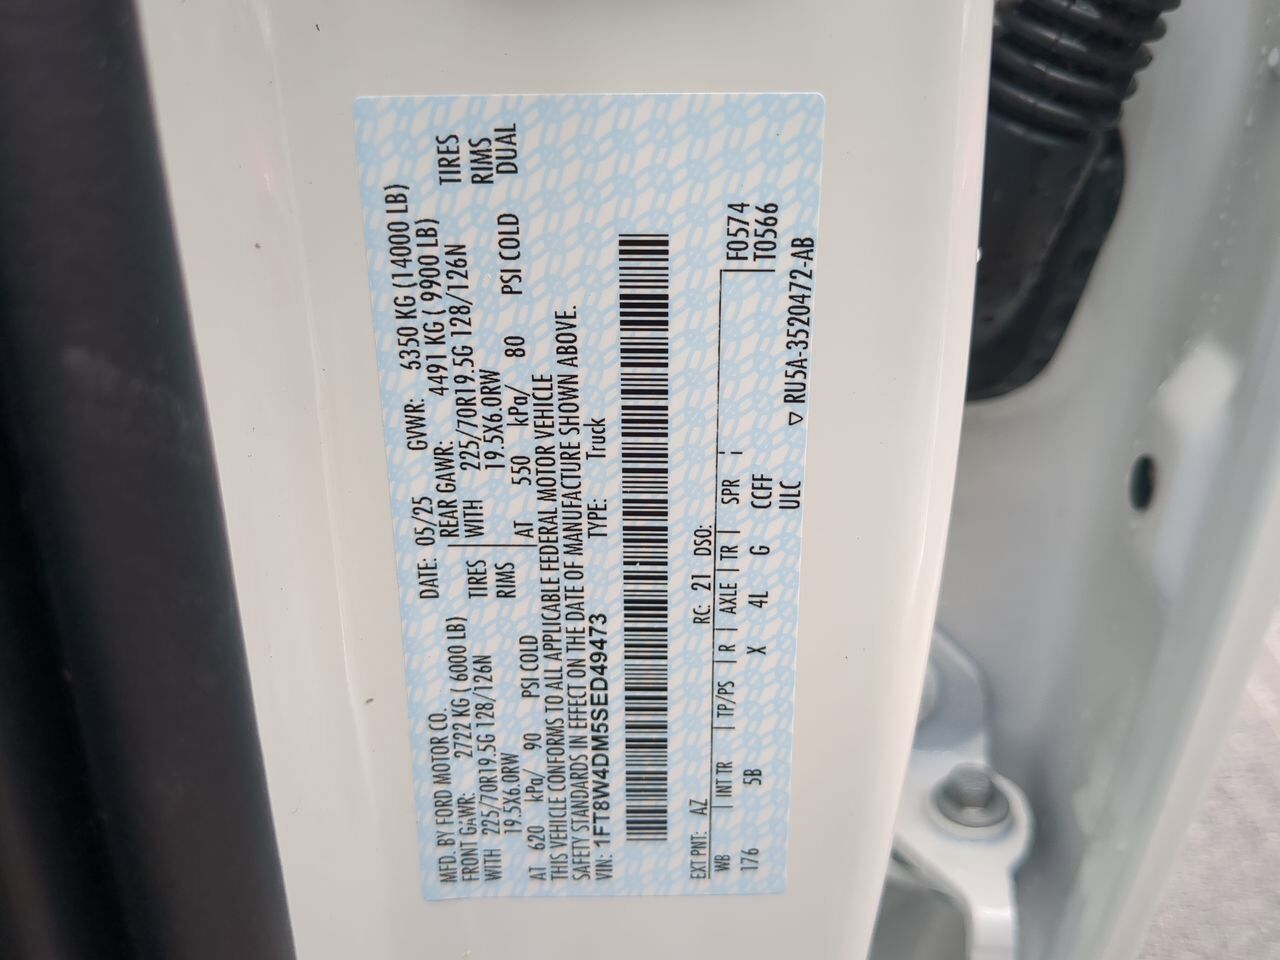 MFD. BY FORD MOTOR CO.
DATE: 05/25 GVWR: 6350 KG (14000 LB)
FRONT GAWR: 2722 KG ( 6000 LB) REAR GAWR: 4491 KG ( 9900 LB)
WITH 225/70R19.5G 128/126N TIRES WITH 225/70R19.5G 128/126N TIRES
19.5X6.0RW RIMS 19.5X6.0RW RIMS
AT 620 kPa/ 90 PSI COLD AT 550 kPa/ 80 PSI COLD DUAL
THIS VEHICLE CONFORMS TO ALL APPLICABLE FEDERAL MOTOR VEHICLE
SAFETY STANDARDS IN EFFECT ON THE DATE OF MANUFACTURE SHOWN ABOVE.
VIN: 1FT8W4DM5SED49473 TYPE: Truck
EXT PNT: AZ RC: 21 DSO: F0574
WB | INT TR | TP/PS | R | AXLE | TR | SPR T0566
176 5B X 4L G CCFF
ULC RU5A-3520472-AB